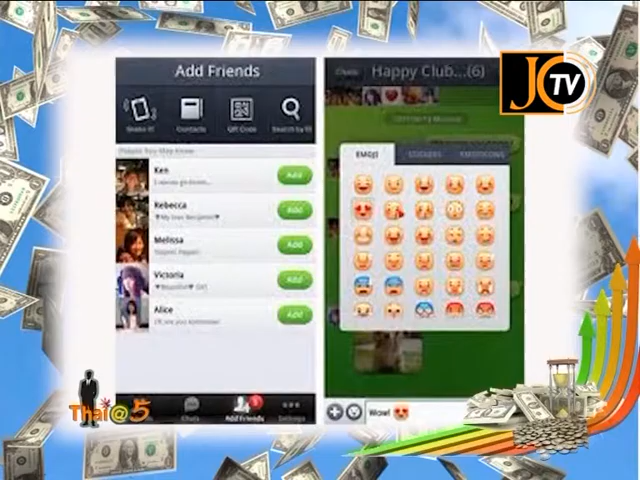 Add Friends
Happy Club...(6)
JC TV
Shake it!
Contacts
QR Code
Search by ID
EMOJI
STICKERS
EMOTICONS
Ken
Add
Rebecca
Add
Melissa
Add
Victoria
Add
Alice
Add
Thai@5
Chats
Add Friends
Settings
Wow!